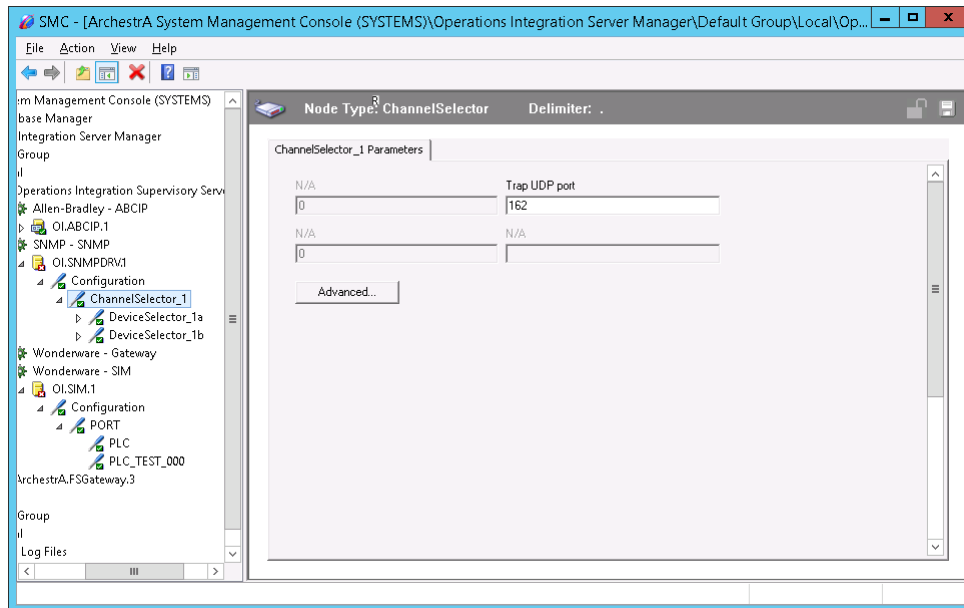 SMC - [ArchestrA System Management Console (SYSTEMS)\Operations Integration Server Manager\Default Group\Local\Op...
File Action View Help
m Management Console (SYSTEMS)
base Manager
Integration Server Manager
Group
Operations Integration Supervisory Serv
Allen-Bradley - ABCIP
OI.ABCIP.1
SNMP - SNMP
OI.SNMPDRV.1
Configuration
ChannelSelector_1
DeviceSelector_1a
DeviceSelector_1b
Wonderware - Gateway
Wonderware - SIM
OI.SIM.1
Configuration
PORT
PLC
PLC_TEST_000
ArchestrA.FSGateway.3
Group
Log Files
Node Type: ChannelSelector Delimiter: .
ChannelSelector_1 Parameters
N/A Trap UDP port
0 162
N/A N/A
0
Advanced...